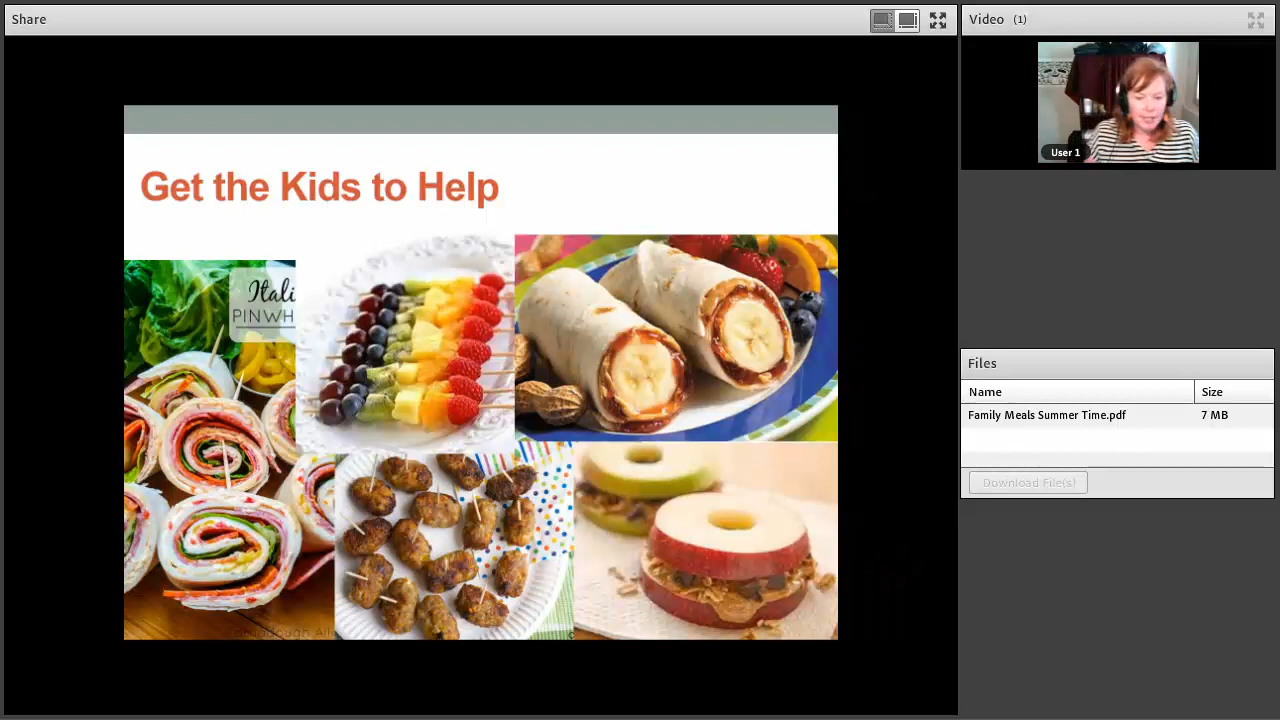 Share
Video (1)
User 1
Get the Kids to Help
Files
Name Size
Family Meals Summer Time.pdf 7 MB
Download File(s)
Itali
PINWH